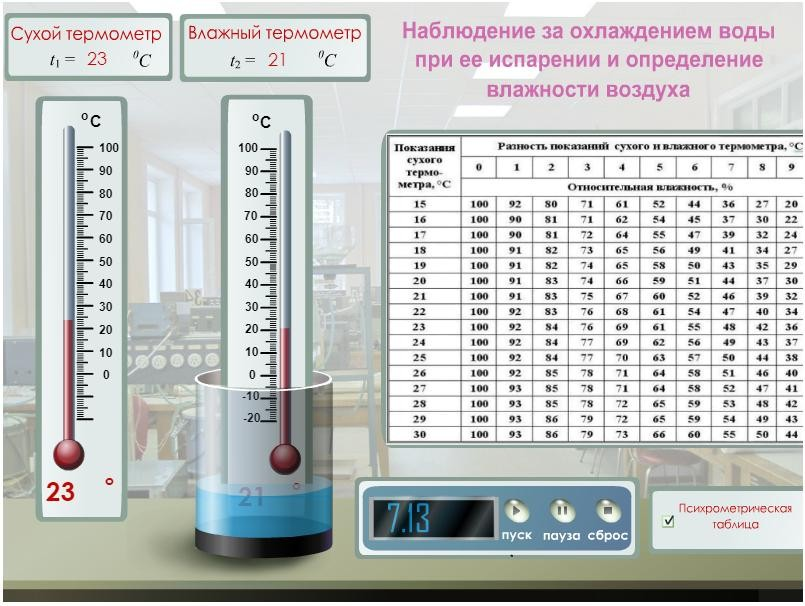 Сухой термометр
t₁ = 23 ⁰C
Влажный термометр
t₂ = 21 ⁰C
Наблюдение за охлаждением воды
при ее испарении и определение
влажности воздуха
°C
100
90
80
70
60
50
40
30
20
10
0
23 °
°C
100
90
80
70
60
50
40
30
20
10
0
-10
-20
21 °
Показания сухого термо-метра, °С
Разность показаний сухого и влажного термометра, °С
0 1 2 3 4 5 6 7 8 9
Относительная влажность, %
15 100 92 80 71 61 52 44 36 27 20
16 100 90 81 71 62 54 45 37 30 22
17 100 90 81 72 64 55 47 39 32 24
18 100 91 82 73 65 56 49 41 34 27
19 100 91 82 74 65 58 50 43 35 29
20 100 91 83 74 66 59 51 44 37 30
21 100 91 83 75 67 60 52 46 39 32
22 100 92 83 76 68 61 54 47 40 34
23 100 92 84 76 69 61 55 48 42 36
24 100 92 84 77 69 62 56 49 43 37
25 100 92 84 77 70 63 57 50 44 38
26 100 92 85 78 71 64 58 51 46 40
27 100 93 85 78 71 64 58 52 47 41
28 100 93 85 78 72 65 59 53 48 42
29 100 93 86 79 72 65 59 54 49 43
30 100 93 86 79 73 66 60 55 50 44
7.13
пуск пауза сброс
Психрометрическая
таблица